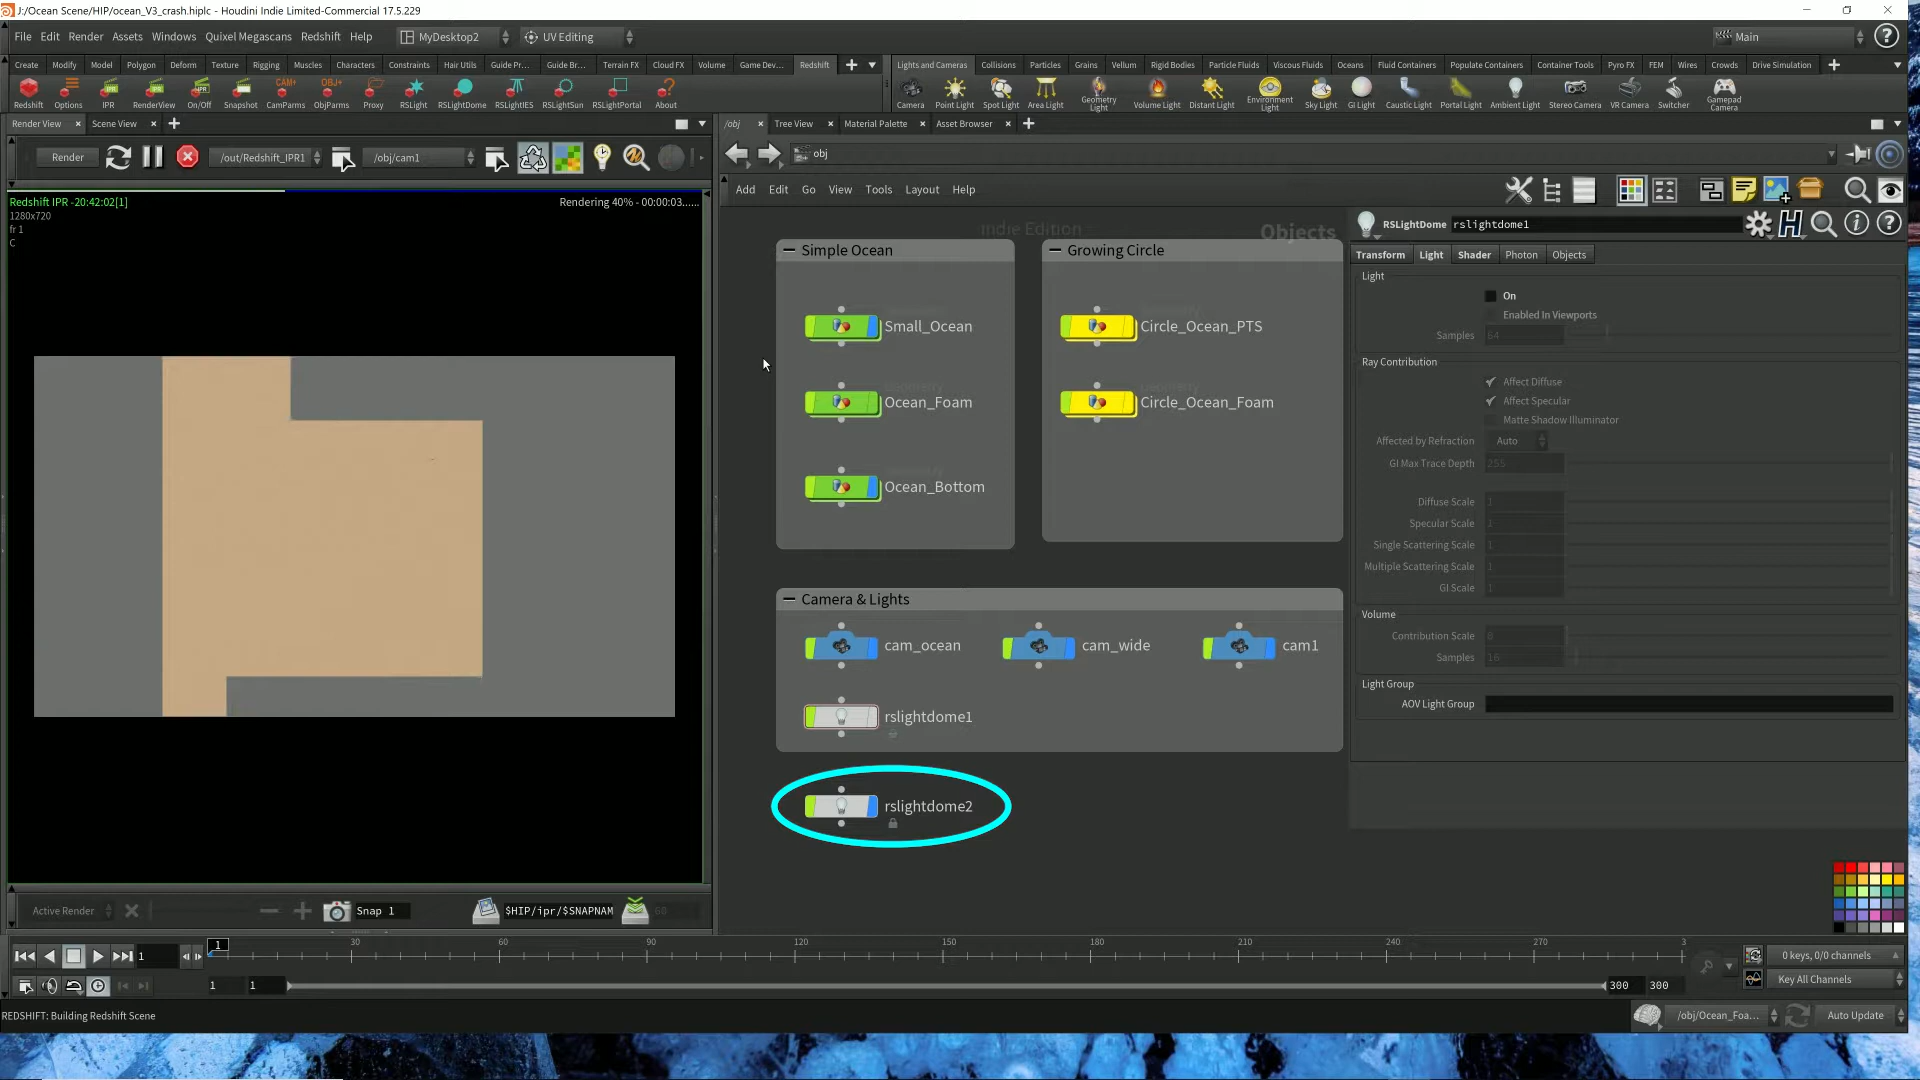 J:/Ocean Scene/HIP/ocean_V3_crash.hiplc - Houdini Indie Limited-Commercial 17.5.229
File Edit Render Assets Windows Quixel Megascans Redshift Help MyDesktop2 UV Editing Main
Create Modify Model Polygon Deform Texture Rigging Muscles Characters Constraints Hair Utils Guide Pr... Guide Br... Terrain FX Cloud FX Volume Game Dev... Redshift
Lights and Cameras Collisions Particles Grains Vellum Rigid Bodies Particle Fluids Viscous Fluids Oceans Fluid Containers Populate Containers Container Tools Pyro FX FEM Wires Crowds Drive Simulation
CAM+ OBJ+
Redshift Options IPR RenderView On/Off Snapshot CamParms ObjParms Proxy RSLight RSLightDome RSLightIES RSLightSun RSLightPortal About
Camera Point Light Spot Light Area Light Geometry Light Volume Light Distant Light Environment Light Sky Light GI Light Caustic Light Portal Light Ambient Light Stereo Camera VR Camera Switcher Gamepad Camera
Render View Scene View
/obj Tree View Material Palette Asset Browser
Render /out/Redshift_IPR1 /obj/cam1
obj
Add Edit Go View Tools Layout Help
Redshift IPR -20:42:02[1]
Rendering 40% - 00:00:03......
1280x720
fr 1
C
Indie Edition
Objects
Simple Ocean
Small_Ocean
Ocean_Foam
Ocean_Bottom
Growing Circle
Circle_Ocean_PTS
Geometry
Circle_Ocean_Foam
Camera & Lights
cam_ocean cam_wide cam1
rslightdome1
rslightdome2
RSLightDome rslightdome1
Transform Light Shader Photon Objects
Light
On
Enabled In Viewports
Samples 64
Ray Contribution
Affect Diffuse
Affect Specular
Matte Shadow Illuminator
Affected by Refraction Auto
GI Max Trace Depth 255
Diffuse Scale 1
Specular Scale 1
Single Scattering Scale 1
Multiple Scattering Scale 1
GI Scale 1
Volume
Contribution Scale 0
Samples 16
Light Group
AOV Light Group
Active Render Snap 1 $HIP/ipr/$SNAPNAM 60
1 1 30 60 90 120 150 180 210 240 270 3
0 keys, 0/0 channels
1 1 300 300 Key All Channels
REDSHIFT: Building Redshift Scene
/obj/Ocean_Foa... Auto Update